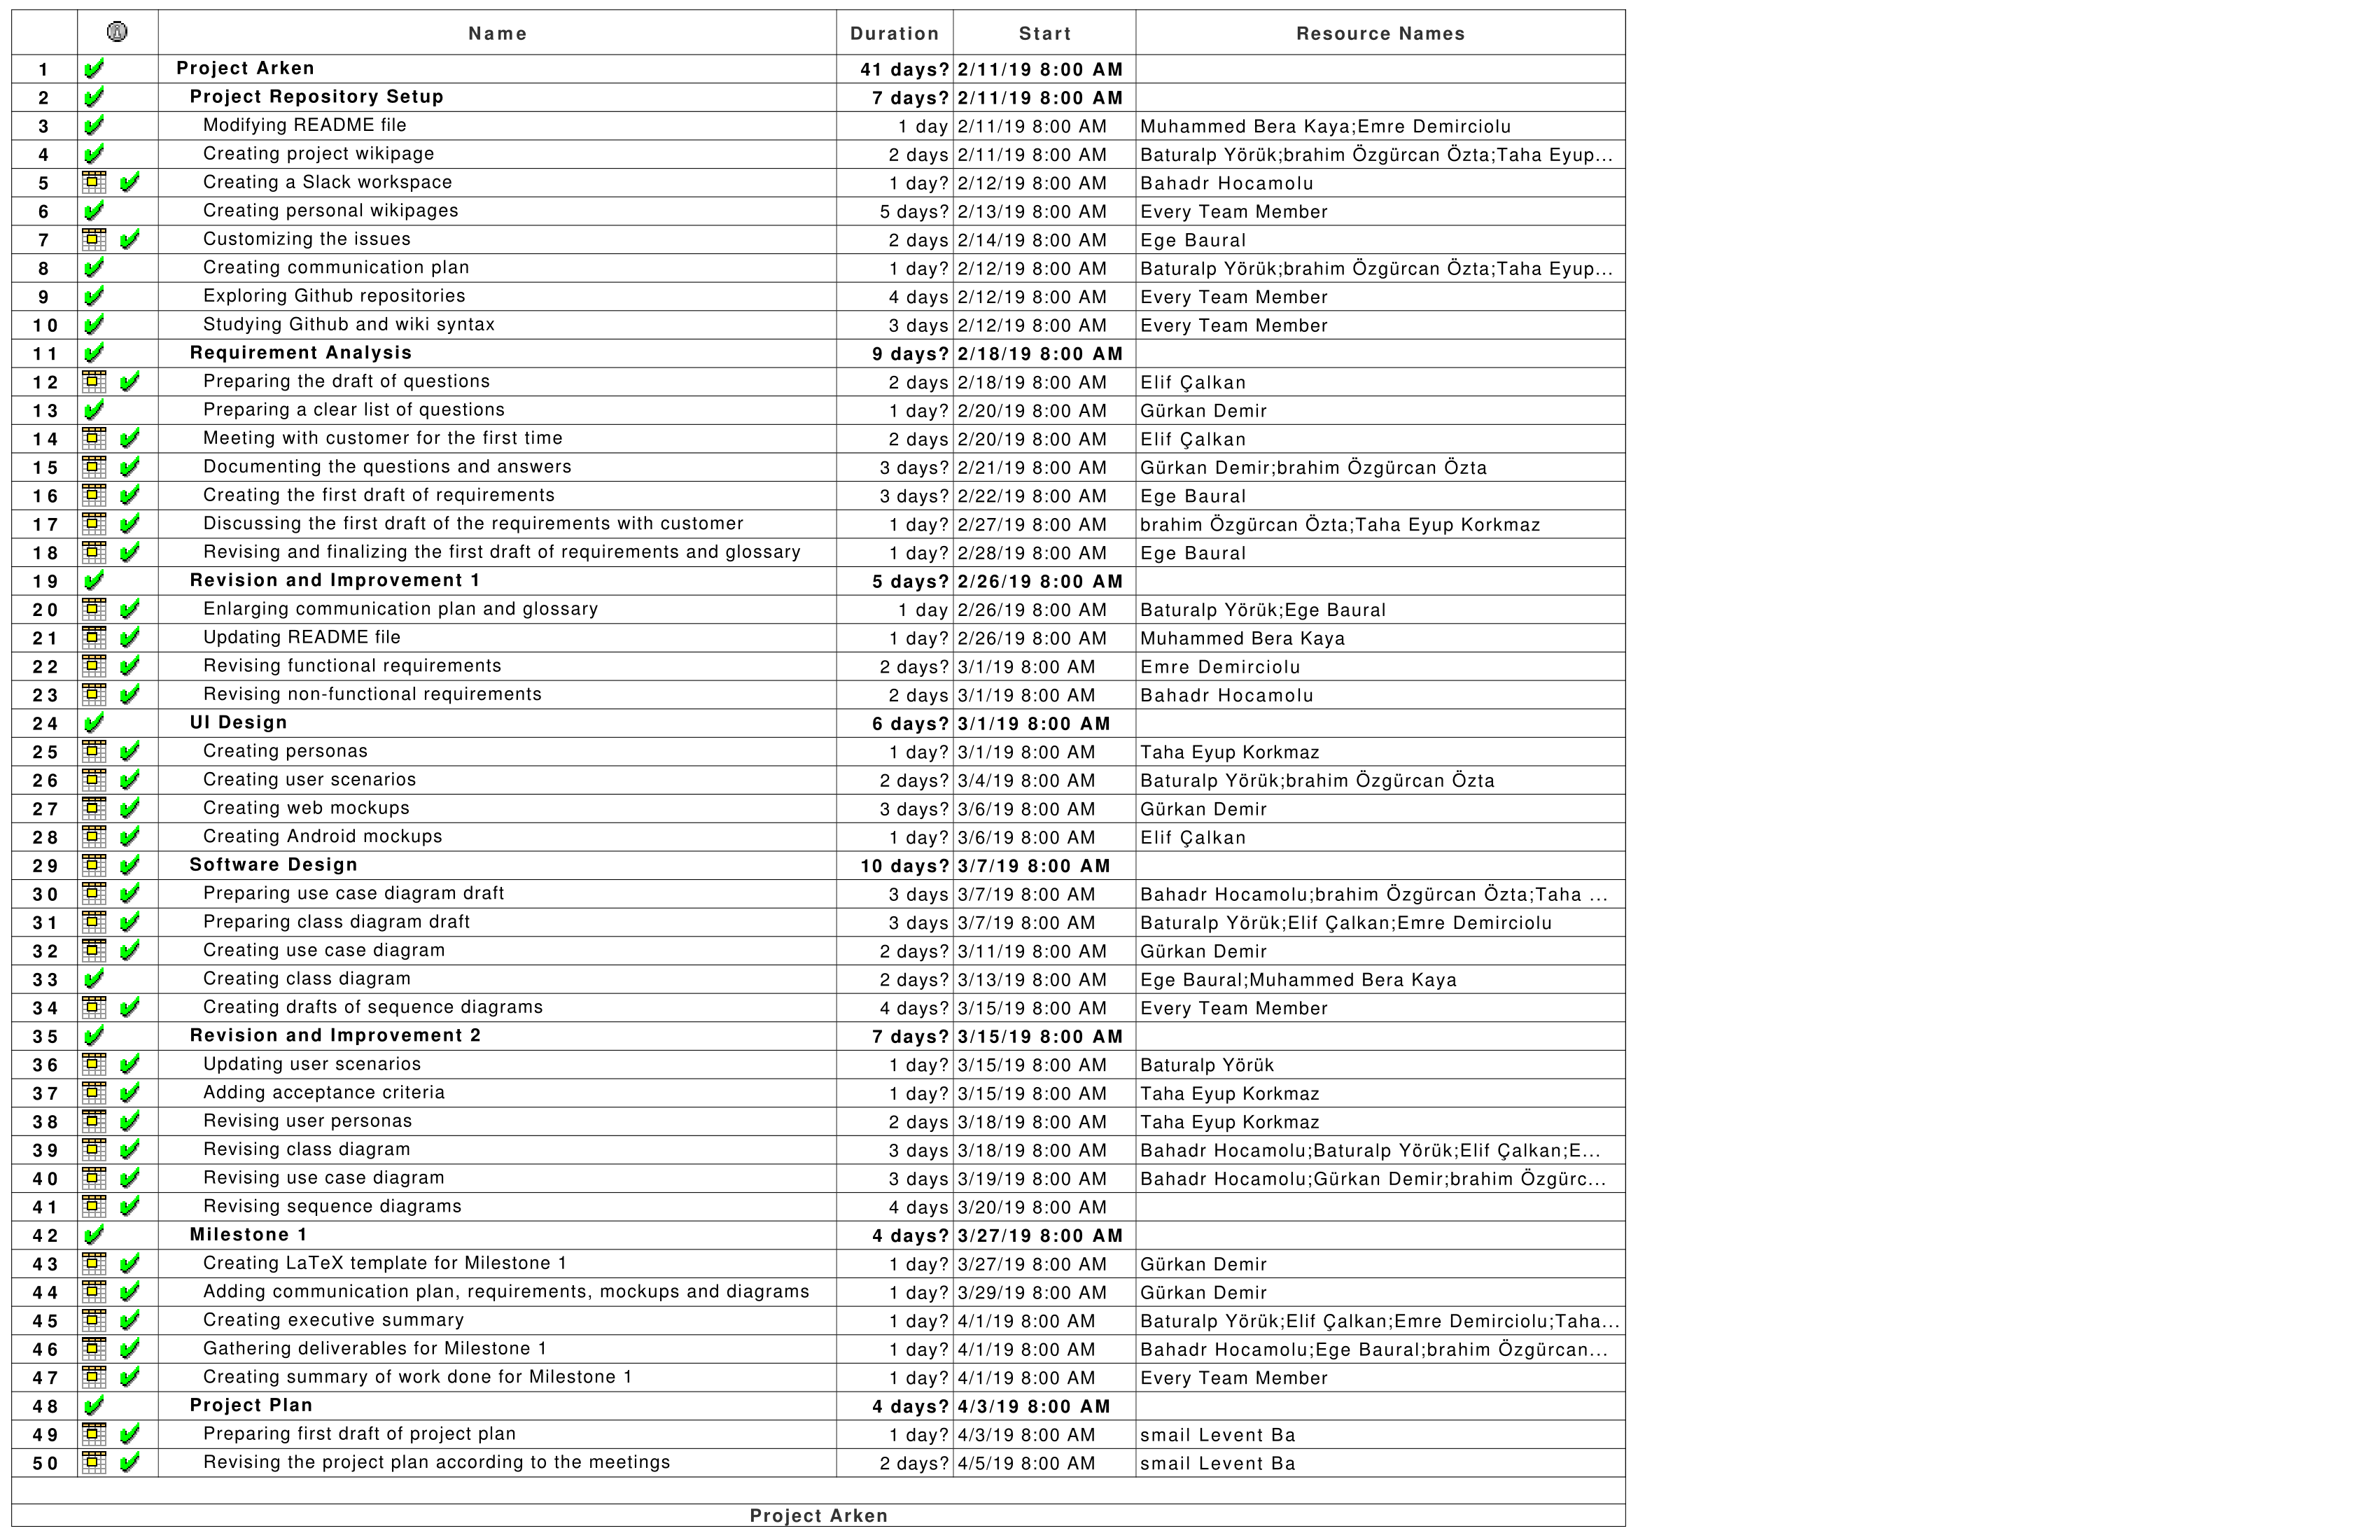 Name Duration Start Resource Names
1 Project Arken 41 days? 2/11/19 8:00 AM
2 Project Repository Setup 7 days? 2/11/19 8:00 AM
3 Modifying README file 1 day 2/11/19 8:00 AM Muhammed Bera Kaya;Emre Demirciolu
4 Creating project wikipage 2 days 2/11/19 8:00 AM Baturalp Yörük;brahim Özgürcan Özta;Taha Eyup...
5 Creating a Slack workspace 1 day? 2/12/19 8:00 AM Bahadr Hocamolu
6 Creating personal wikipages 5 days? 2/13/19 8:00 AM Every Team Member
7 Customizing the issues 2 days 2/14/19 8:00 AM Ege Baural
8 Creating communication plan 1 day? 2/12/19 8:00 AM Baturalp Yörük;brahim Özgürcan Özta;Taha Eyup...
9 Exploring Github repositories 4 days 2/12/19 8:00 AM Every Team Member
10 Studying Github and wiki syntax 3 days 2/12/19 8:00 AM Every Team Member
11 Requirement Analysis 9 days? 2/18/19 8:00 AM
12 Preparing the draft of questions 2 days 2/18/19 8:00 AM Elif Çalkan
13 Preparing a clear list of questions 1 day? 2/20/19 8:00 AM Gürkan Demir
14 Meeting with customer for the first time 2 days 2/20/19 8:00 AM Elif Çalkan
15 Documenting the questions and answers 3 days? 2/21/19 8:00 AM Gürkan Demir;brahim Özgürcan Özta
16 Creating the first draft of requirements 3 days? 2/22/19 8:00 AM Ege Baural
17 Discussing the first draft of the requirements with customer 1 day? 2/27/19 8:00 AM brahim Özgürcan Özta;Taha Eyup Korkmaz
18 Revising and finalizing the first draft of requirements and glossary 1 day? 2/28/19 8:00 AM Ege Baural
19 Revision and Improvement 1 5 days? 2/26/19 8:00 AM
20 Enlarging communication plan and glossary 1 day 2/26/19 8:00 AM Baturalp Yörük;Ege Baural
21 Updating README file 1 day? 2/26/19 8:00 AM Muhammed Bera Kaya
22 Revising functional requirements 2 days? 3/1/19 8:00 AM Emre Demirciolu
23 Revising non-functional requirements 2 days 3/1/19 8:00 AM Bahadr Hocamolu
24 UI Design 6 days? 3/1/19 8:00 AM
25 Creating personas 1 day? 3/1/19 8:00 AM Taha Eyup Korkmaz
26 Creating user scenarios 2 days? 3/4/19 8:00 AM Baturalp Yörük;brahim Özgürcan Özta
27 Creating web mockups 3 days? 3/6/19 8:00 AM Gürkan Demir
28 Creating Android mockups 1 day? 3/6/19 8:00 AM Elif Çalkan
29 Software Design 10 days? 3/7/19 8:00 AM
30 Preparing use case diagram draft 3 days 3/7/19 8:00 AM Bahadr Hocamolu;brahim Özgürcan Özta;Taha ...
31 Preparing class diagram draft 3 days 3/7/19 8:00 AM Baturalp Yörük;Elif Çalkan;Emre Demirciolu
32 Creating use case diagram 2 days? 3/11/19 8:00 AM Gürkan Demir
33 Creating class diagram 2 days? 3/13/19 8:00 AM Ege Baural;Muhammed Bera Kaya
34 Creating drafts of sequence diagrams 4 days? 3/15/19 8:00 AM Every Team Member
35 Revision and Improvement 2 7 days? 3/15/19 8:00 AM
36 Updating user scenarios 1 day? 3/15/19 8:00 AM Baturalp Yörük
37 Adding acceptance criteria 1 day? 3/15/19 8:00 AM Taha Eyup Korkmaz
38 Revising user personas 2 days 3/18/19 8:00 AM Taha Eyup Korkmaz
39 Revising class diagram 3 days 3/18/19 8:00 AM Bahadr Hocamolu;Baturalp Yörük;Elif Çalkan;E...
40 Revising use case diagram 3 days 3/19/19 8:00 AM Bahadr Hocamolu;Gürkan Demir;brahim Özgürc...
41 Revising sequence diagrams 4 days 3/20/19 8:00 AM
42 Milestone 1 4 days? 3/27/19 8:00 AM
43 Creating LaTeX template for Milestone 1 1 day? 3/27/19 8:00 AM Gürkan Demir
44 Adding communication plan, requirements, mockups and diagrams 1 day? 3/29/19 8:00 AM Gürkan Demir
45 Creating executive summary 1 day? 4/1/19 8:00 AM Baturalp Yörük;Elif Çalkan;Emre Demirciolu;Taha...
46 Gathering deliverables for Milestone 1 1 day? 4/1/19 8:00 AM Bahadr Hocamolu;Ege Baural;brahim Özgürcan...
47 Creating summary of work done for Milestone 1 1 day? 4/1/19 8:00 AM Every Team Member
48 Project Plan 4 days? 4/3/19 8:00 AM
49 Preparing first draft of project plan 1 day? 4/3/19 8:00 AM smail Levent Ba
50 Revising the project plan according to the meetings 2 days? 4/5/19 8:00 AM smail Levent Ba
Project Arken